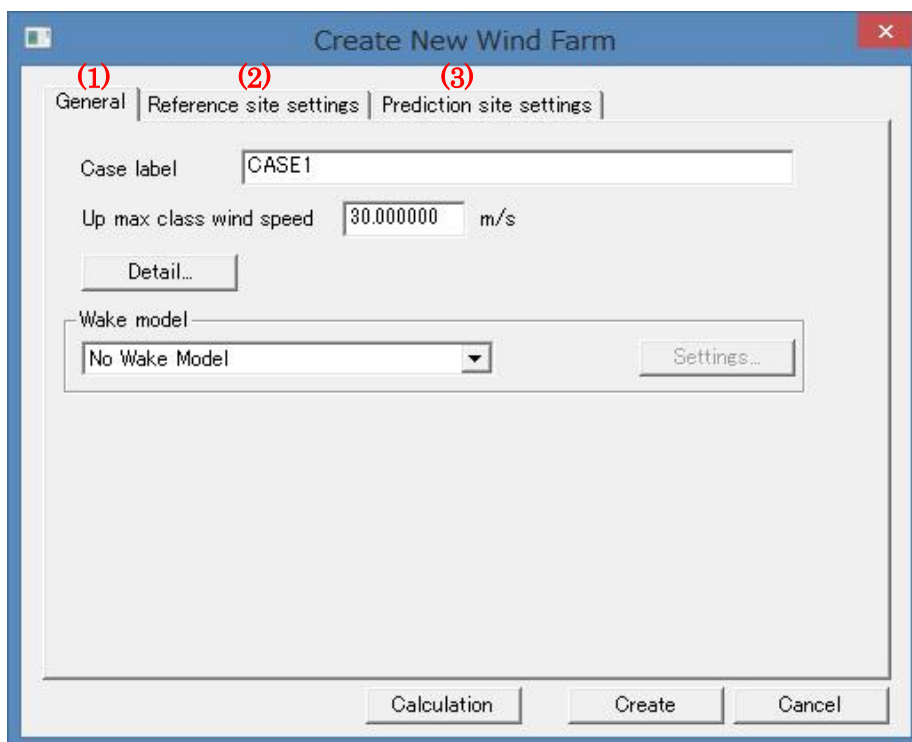 Create New Wind Farm
(1) (2) (3)
General Reference site settings Prediction site settings
Case label CASE1
Up max class wind speed 30.000000 m/s
Detail...
Wake model
No Wake Model Settings...
Calculation Create Cancel